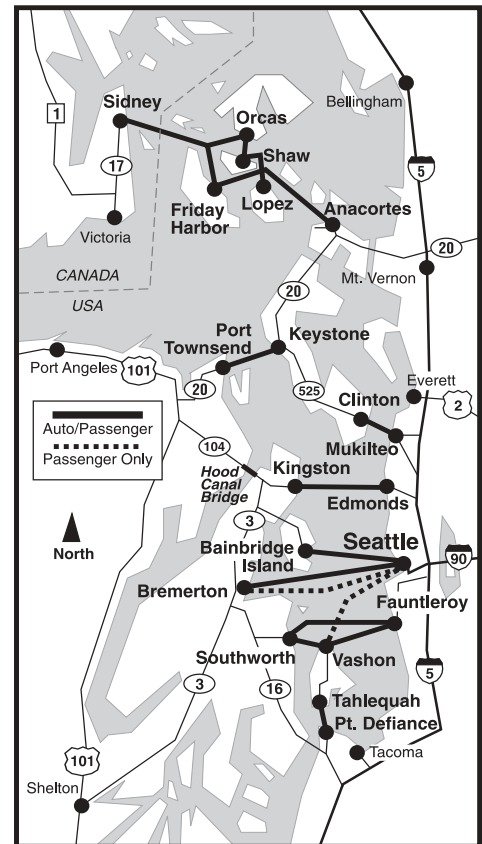 Bellingham
Sidney
Orcas
1
Shaw
5
17
Friday
Harbor
Lopez
Anacortes
Victoria
20
CANADA
USA
Mt. Vernon
20
Port
Townsend
Keystone
Port Angeles
101
20
525
Everett
Clinton
2
Auto/Passenger
Passenger Only
Mukilteo
104
Hood
Canal
Bridge
Kingston
Edmonds
3
North
Bainbridge
Island
Seattle
90
Bremerton
Fauntleroy
Southworth
Vashon
5
3
16
Tahlequah
Pt. Defiance
101
Tacoma
Shelton